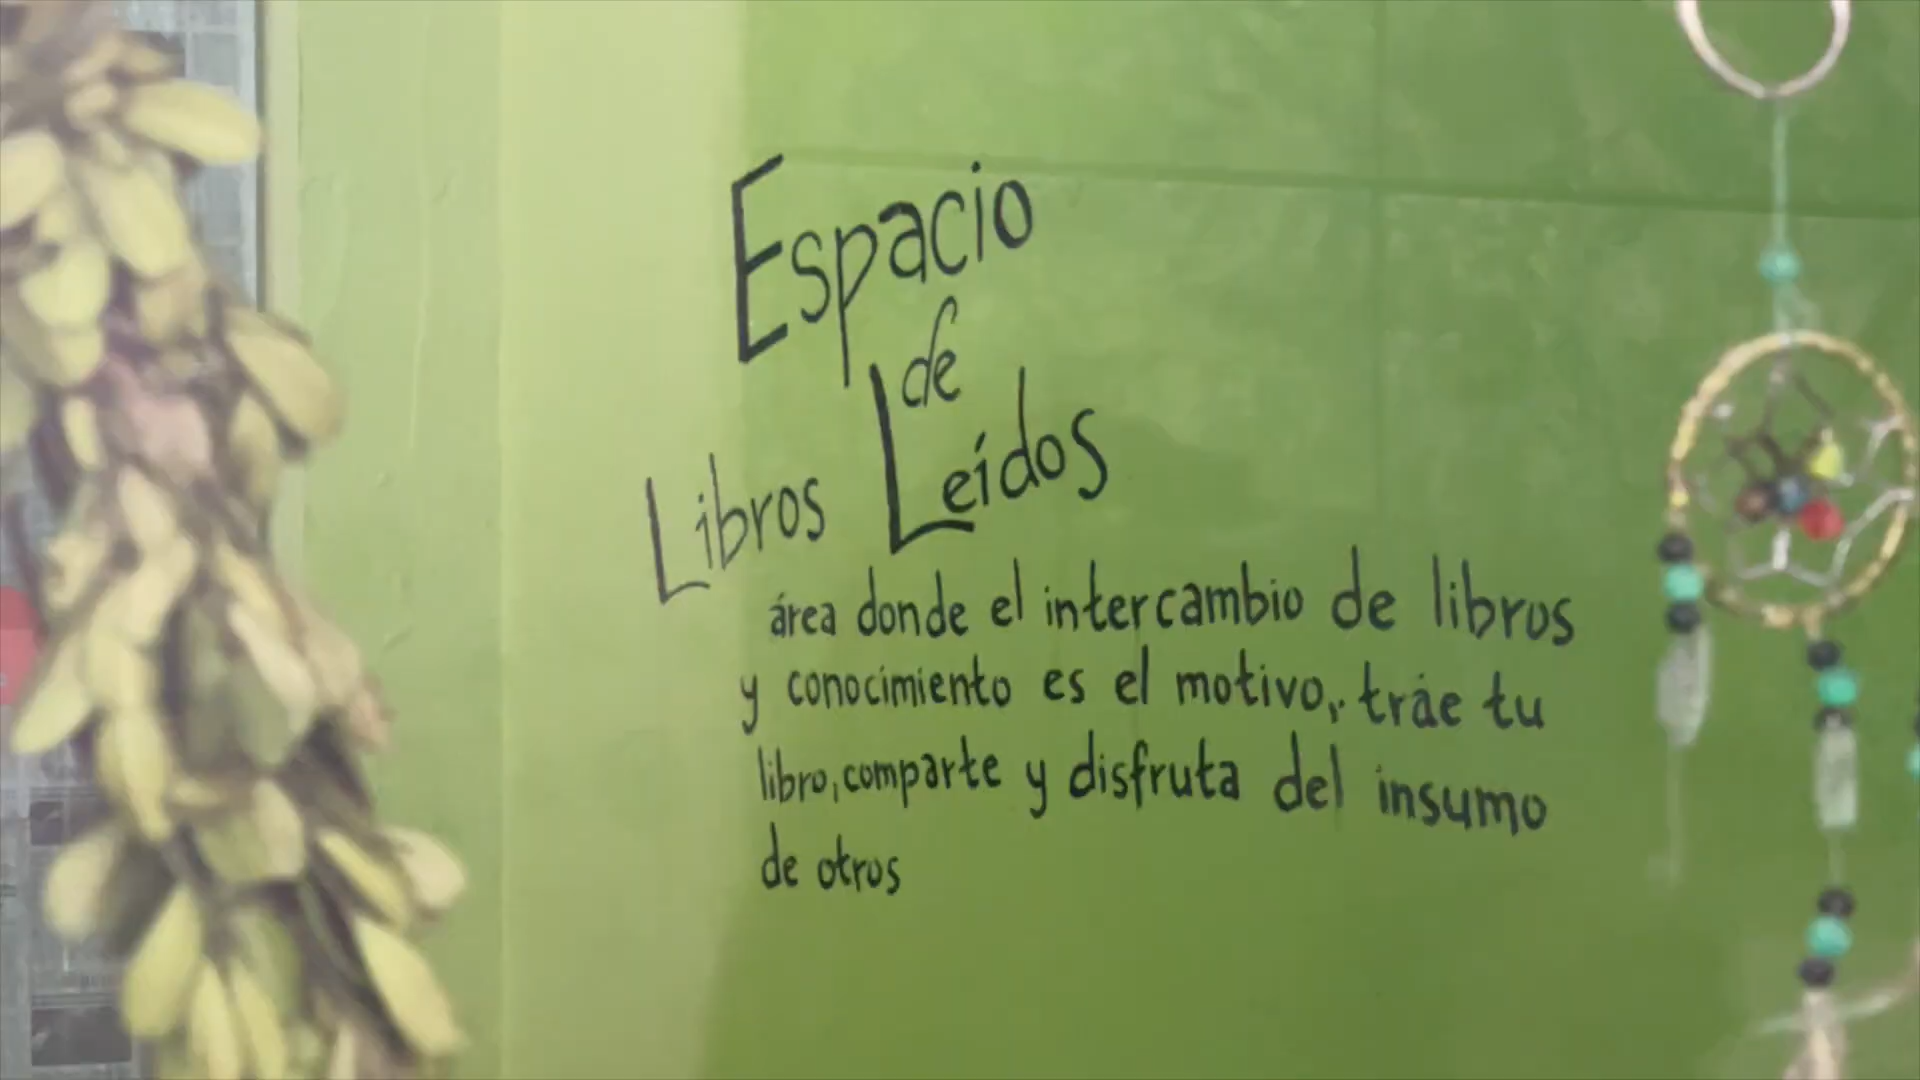 Espacio
de
Libros Leídos
área donde el intercambio de libros
y conocimiento es el motivo, tráe tu
libro, comparte y disfruta del insumo
de otros